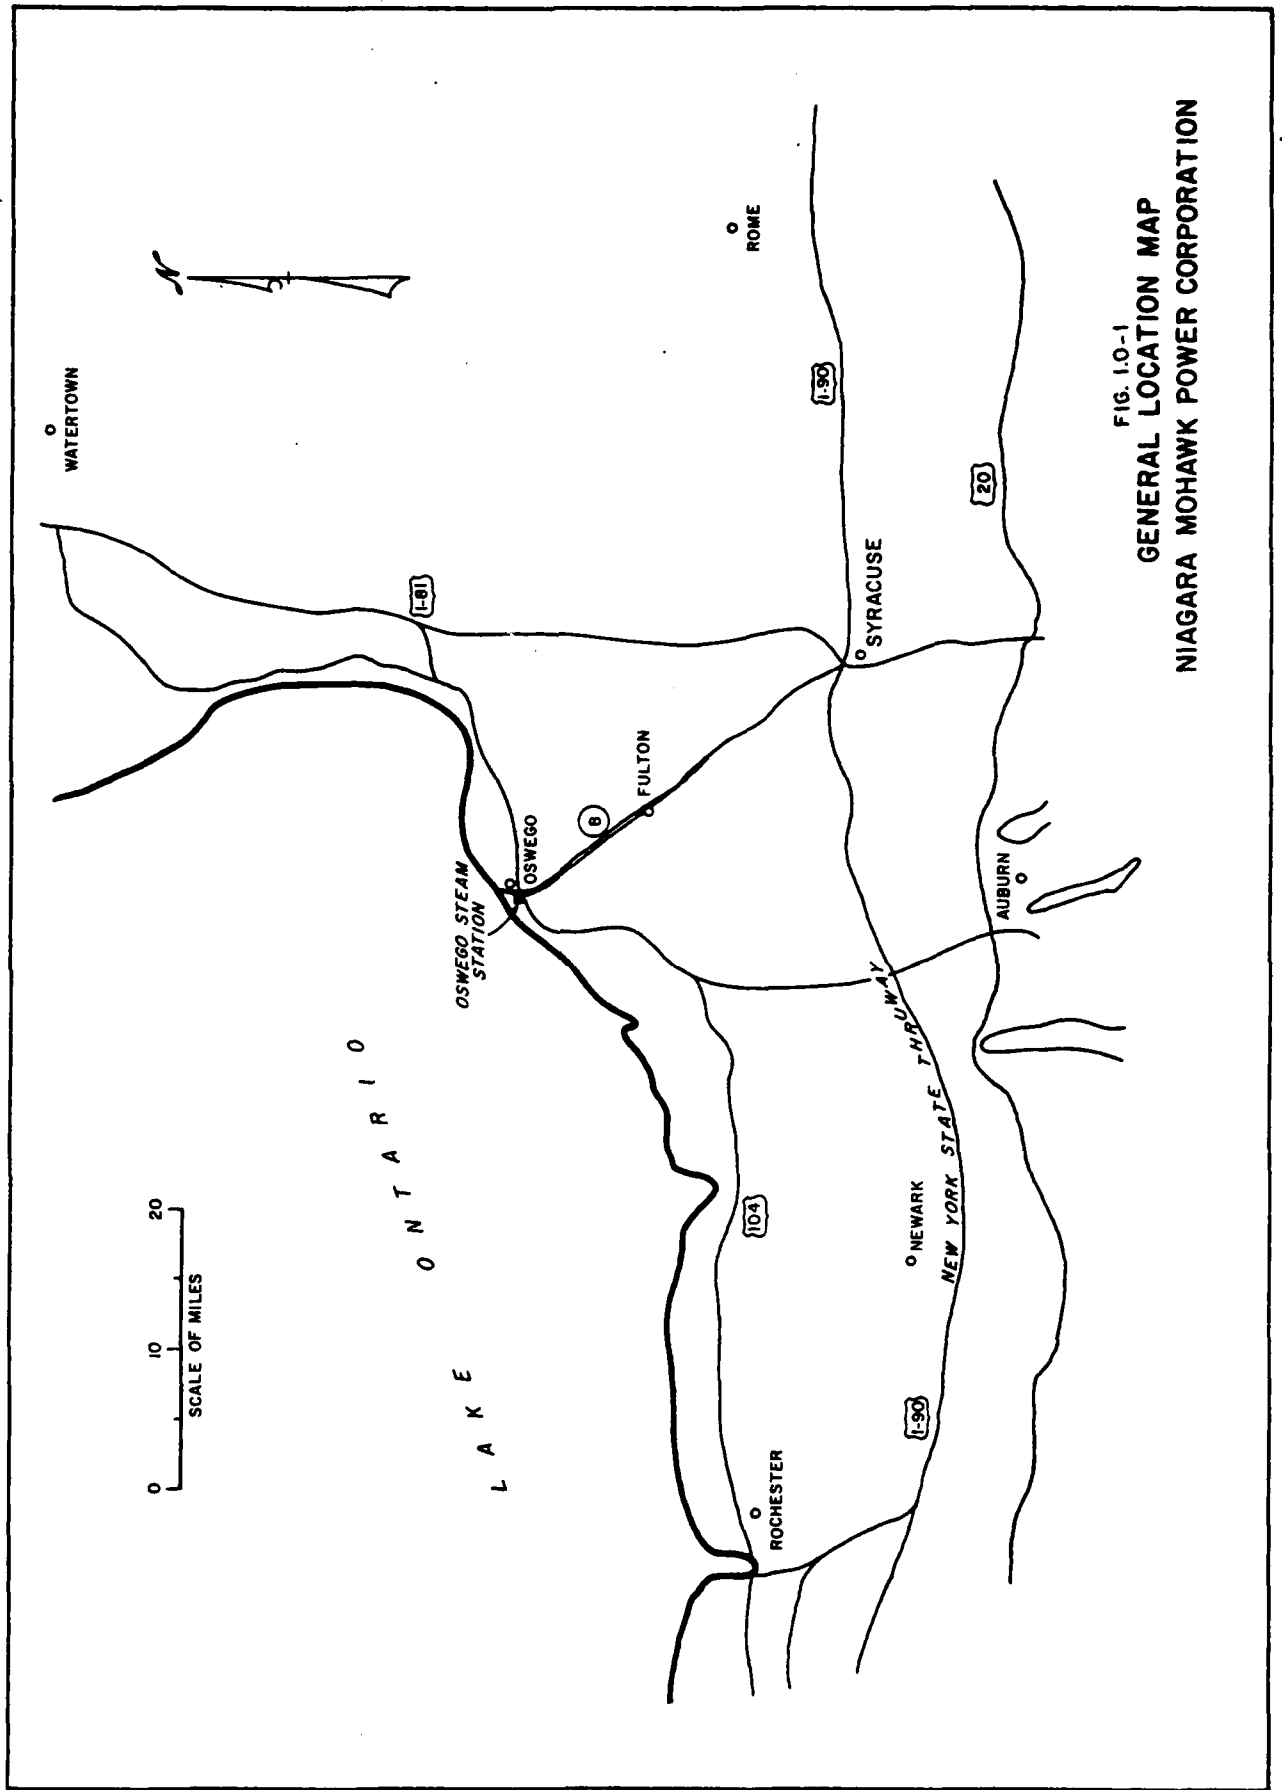 WATERTOWN
N
ROME
I-81
I-90
20
SYRACUSE
OSWEGO STEAM
STATION
OSWEGO
8
FULTON
AUBURN
LAKE ONTARIO
0 10 20
SCALE OF MILES
104
NEWARK
NEW YORK STATE THRUWAY
I-90
ROCHESTER
FIG. 1.0-1
GENERAL LOCATION MAP
NIAGARA MOHAWK POWER CORPORATION